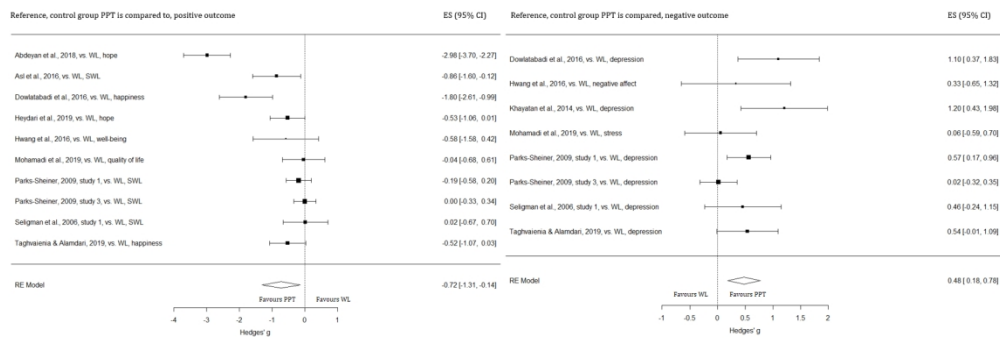 Reference, control group PPT is compared to, positive outcome ES (95% CI)
Abdeyan et al., 2018, vs. WL, hope -2.98 [-3.70, -2.27]
Aol et al., 2016, vs. WL, SWL -0.86 [-1.60, -0.12]
Dowlatabadi et al., 2016, vs. WL, happiness -1.80 [-2.61, -0.99]
Heydari et al., 2019, vs. WL, hope -0.53 [-1.06, 0.01]
Hwang et al., 2016, vs. WL, well-being -0.58 [-1.58, 0.42]
Mohamadi et al., 2019, vs. WL, quality of life -0.04 [-0.68, 0.61]
Parks-Sheiner, 2009, study 1, vs. WL, SWL -0.19 [-0.58, 0.20]
Parks-Sheiner, 2009, study 3, vs. WL, SWL 0.00 [-0.33, 0.34]
Seligman et al., 2006, study 1, vs. WL, SWL 0.02 [-0.67, 0.70]
Taghvaienia & Alamdari, 2019, vs. WL, happiness -0.52 [-1.07, 0.03]
RE Model -0.72 [-1.31, -0.14]
Favours PPT Favours WL
-4 -3 -2 -1 0 1
Hedges' g
Reference, control group PPT is compared, negative outcome ES (95% CI)
Dowlatabadi et al., 2016, vs. WL, depression 1.10 [0.37, 1.83]
Hwang et al., 2016, vs. WL, negative affect 0.33 [-0.65, 1.32]
Khayatan et al., 2014, vs. WL, depression 1.20 [0.43, 1.98]
Mohamadi et al., 2019, vs. WL, stress 0.06 [-0.59, 0.70]
Parks-Sheiner, 2009, study 1, vs. WL, depression 0.57 [0.17, 0.96]
Parks-Sheiner, 2009, study 3, vs. WL, depression 0.02 [-0.32, 0.35]
Seligman et al., 2006, study 1, vs. WL, depression 0.46 [-0.24, 1.15]
Taghvaienia & Alamdari, 2019, vs. WL, depression 0.54 [-0.01, 1.09]
RE Model 0.48 [0.18, 0.78]
Favours WL Favours PPT
-1 -0.5 0 0.5 1 1.5 2
Hedges' g